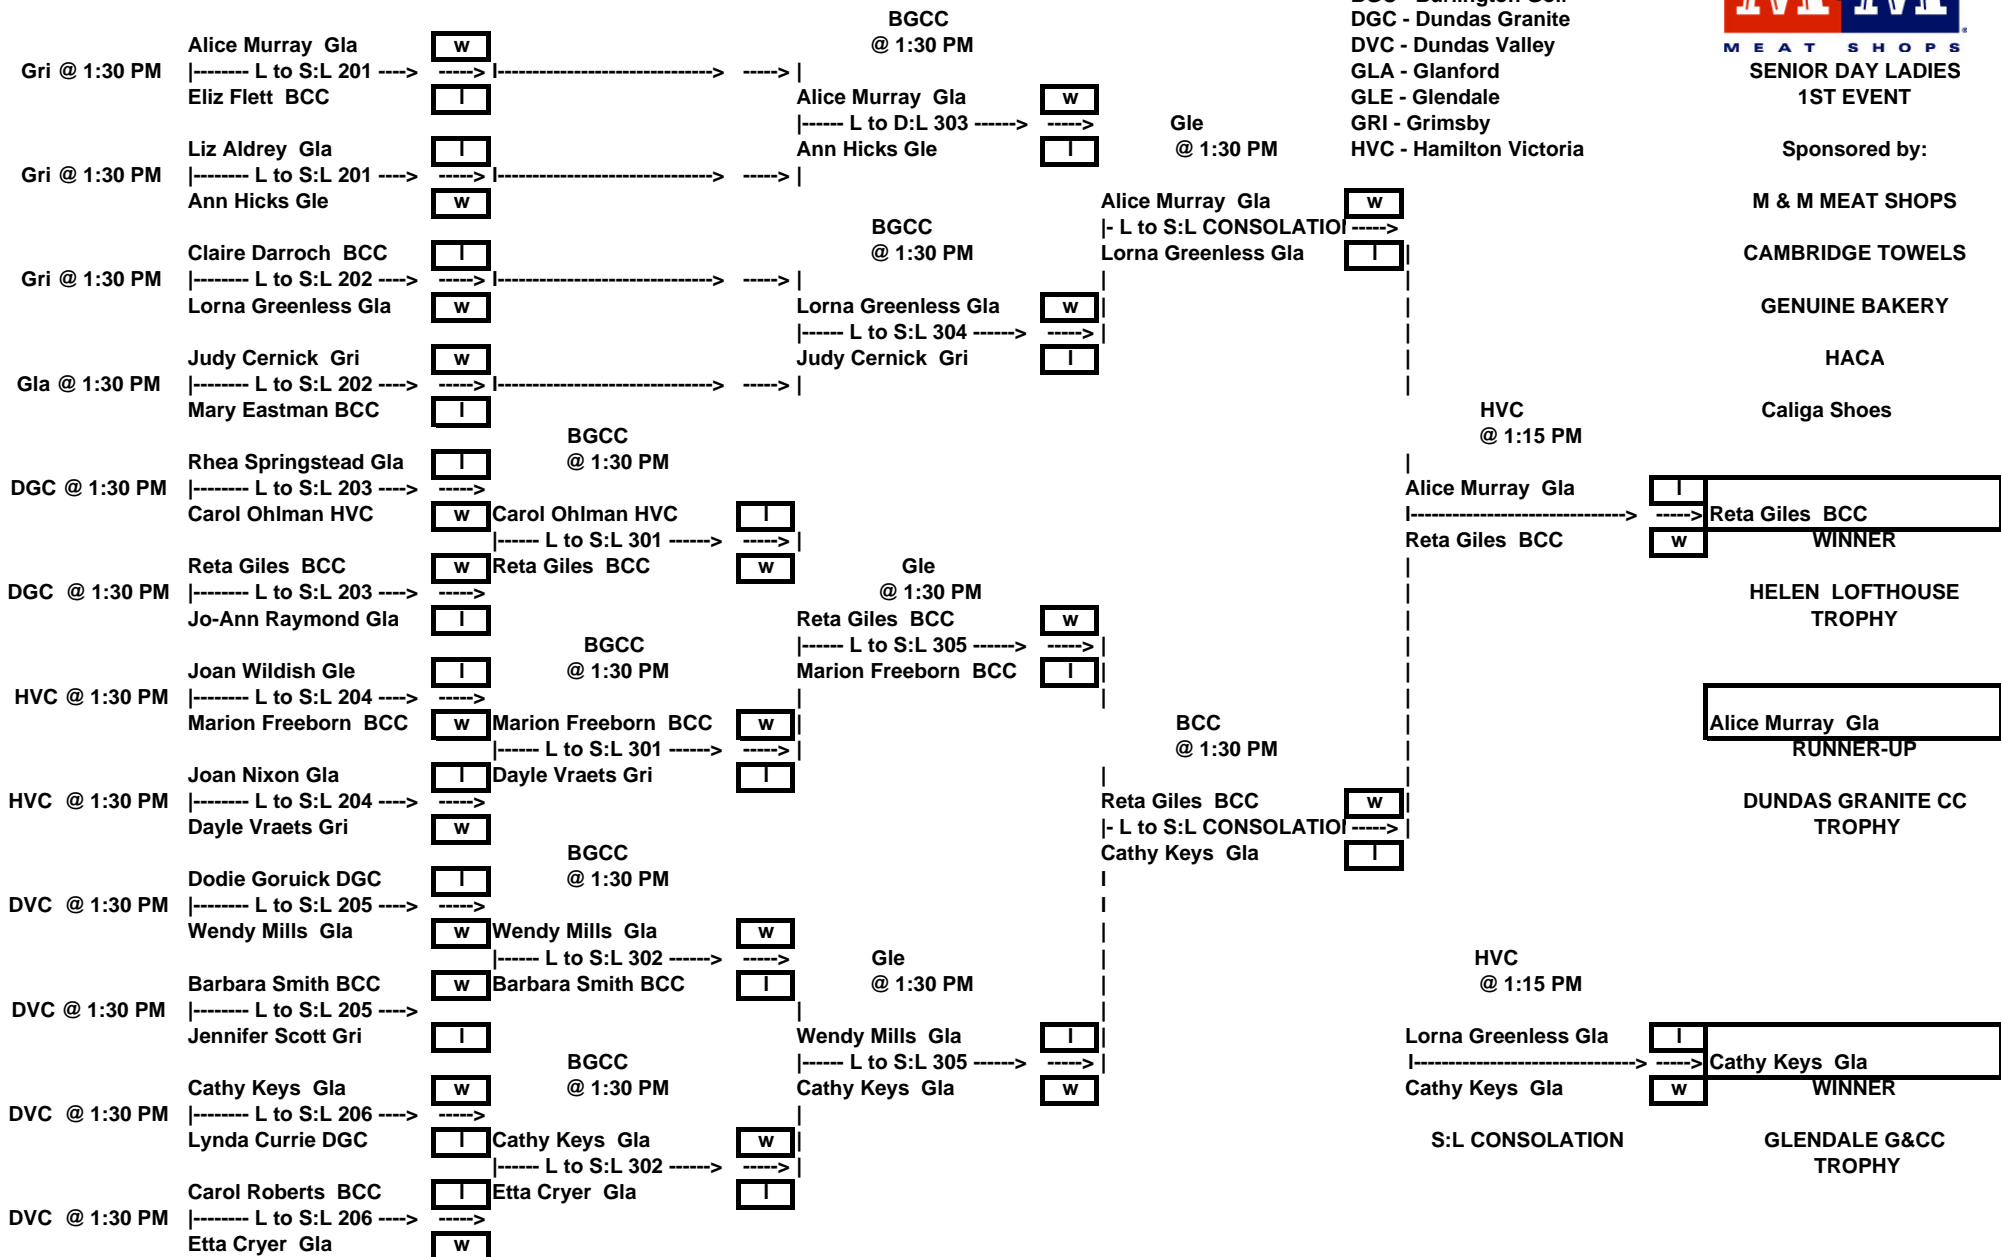 BGCC DGC - Dundas Granite
Alice Murray Gla w @ 1:30 PM DVC - Dundas Valley MEAT SHOPS
Gri @ 1:30 PM |-------- L to S:L 201 ----> -----> I-------------------------------> -----> | GLA - Glanford SENIOR DAY LADIES
Eliz Flett BCC l Alice Murray Gla w GLE - Glendale 1ST EVENT
|------ L to D:L 303 ------> -----> Gle GRI - Grimsby
Liz Aldrey Gla l Ann Hicks Gle l @ 1:30 PM HVC - Hamilton Victoria Sponsored by:
Gri @ 1:30 PM |-------- L to S:L 201 ----> -----> I-------------------------------> -----> |
Ann Hicks Gle w Alice Murray Gla w M & M MEAT SHOPS
BGCC |- L to S:L CONSOLATIO ----->
Claire Darroch BCC l @ 1:30 PM Lorna Greenless Gla l | CAMBRIDGE TOWELS
Gri @ 1:30 PM |-------- L to S:L 202 ----> -----> I-------------------------------> -----> | | |
Lorna Greenless Gla w Lorna Greenless Gla w | | GENUINE BAKERY
|------ L to S:L 304 ------> -----> | |
Judy Cernick Gri w Judy Cernick Gri l | HACA
Gla @ 1:30 PM |-------- L to S:L 202 ----> -----> I-------------------------------> -----> | |
Mary Eastman BCC l HVC Caliga Shoes
BGCC @ 1:15 PM
Rhea Springstead Gla l @ 1:30 PM |
DGC @ 1:30 PM |-------- L to S:L 203 ----> -----> Alice Murray Gla l
Carol Ohlman HVC w Carol Ohlman HVC l I-------------------------------> -----> Reta Giles BCC
|------ L to S:L 301 ------> -----> | Reta Giles BCC w WINNER
Reta Giles BCC w Reta Giles BCC w Gle |
DGC @ 1:30 PM |-------- L to S:L 203 ----> -----> @ 1:30 PM | HELEN LOFTHOUSE
Jo-Ann Raymond Gla l Reta Giles BCC w | TROPHY
BGCC |------ L to S:L 305 ------> -----> | |
Joan Wildish Gle l @ 1:30 PM Marion Freeborn BCC l | |
HVC @ 1:30 PM |-------- L to S:L 204 ----> -----> | | |
Marion Freeborn BCC w Marion Freeborn BCC w | BCC | Alice Murray Gla
|------ L to S:L 301 ------> -----> | @ 1:30 PM | RUNNER-UP
Joan Nixon Gla l Dayle Vraets Gri l | |
HVC @ 1:30 PM |-------- L to S:L 204 ----> -----> Reta Giles BCC w | DUNDAS GRANITE CC
Dayle Vraets Gri w |- L to S:L CONSOLATIO -----> | TROPHY
BGCC Cathy Keys Gla l
Dodie Goruick DGC l @ 1:30 PM I
DVC @ 1:30 PM |-------- L to S:L 205 ----> -----> I
Wendy Mills Gla w Wendy Mills Gla w |
|------ L to S:L 302 ------> -----> Gle | HVC
Barbara Smith BCC w Barbara Smith BCC l @ 1:30 PM | @ 1:15 PM
DVC @ 1:30 PM |-------- L to S:L 205 ----> | |
Jennifer Scott Gri l Wendy Mills Gla l | Lorna Greenless Gla l
BGCC |------ L to S:L 305 ------> -----> | I--------------------------------> -----> Cathy Keys Gla
Cathy Keys Gla w @ 1:30 PM Cathy Keys Gla w Cathy Keys Gla w WINNER
DVC @ 1:30 PM |-------- L to S:L 206 ----> -----> |
Lynda Currie DGC l Cathy Keys Gla w | S:L CONSOLATION GLENDALE G&CC
|------ L to S:L 302 ------> -----> | TROPHY
Carol Roberts BCC l Etta Cryer Gla l
DVC @ 1:30 PM |-------- L to S:L 206 ----> ----->
Etta Cryer Gla w